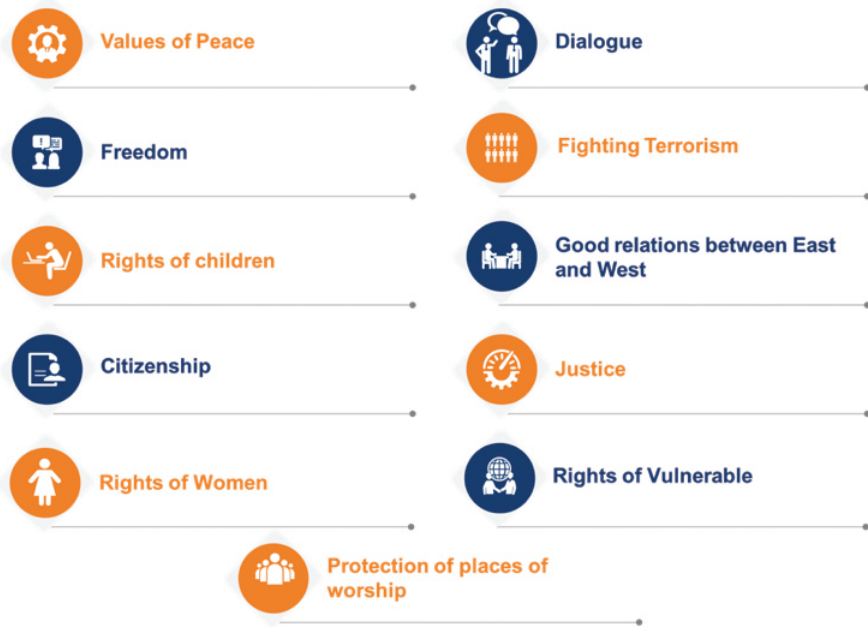 Values of Peace
Dialogue
Freedom
Fighting Terrorism
Rights of children
Good relations between East
and West
Citizenship
Justice
Rights of Women
Rights of Vulnerable
Protection of places of
worship